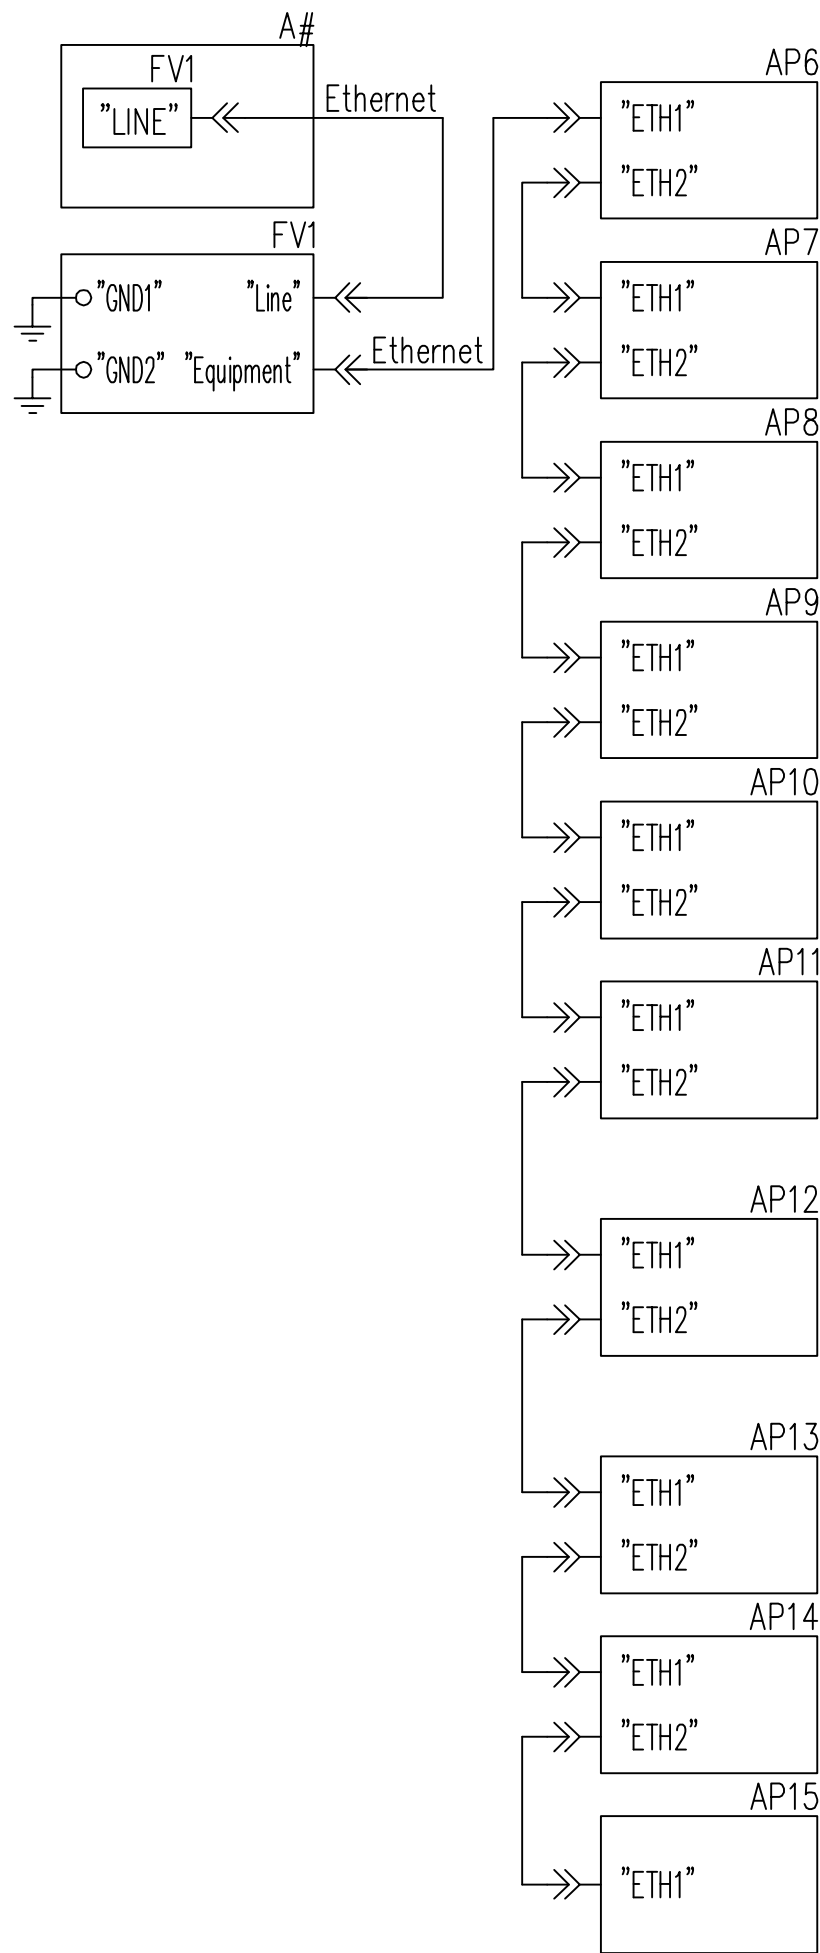 A#
FV1
"LINE"
Ethernet
FV1
"GND1" "Line"
"GND2" "Equipment"
Ethernet
AP6
"ETH1"
"ETH2"
AP7
"ETH1"
"ETH2"
AP8
"ETH1"
"ETH2"
AP9
"ETH1"
"ETH2"
AP10
"ETH1"
"ETH2"
AP11
"ETH1"
"ETH2"
AP12
"ETH1"
"ETH2"
AP13
"ETH1"
"ETH2"
AP14
"ETH1"
"ETH2"
AP15
"ETH1"